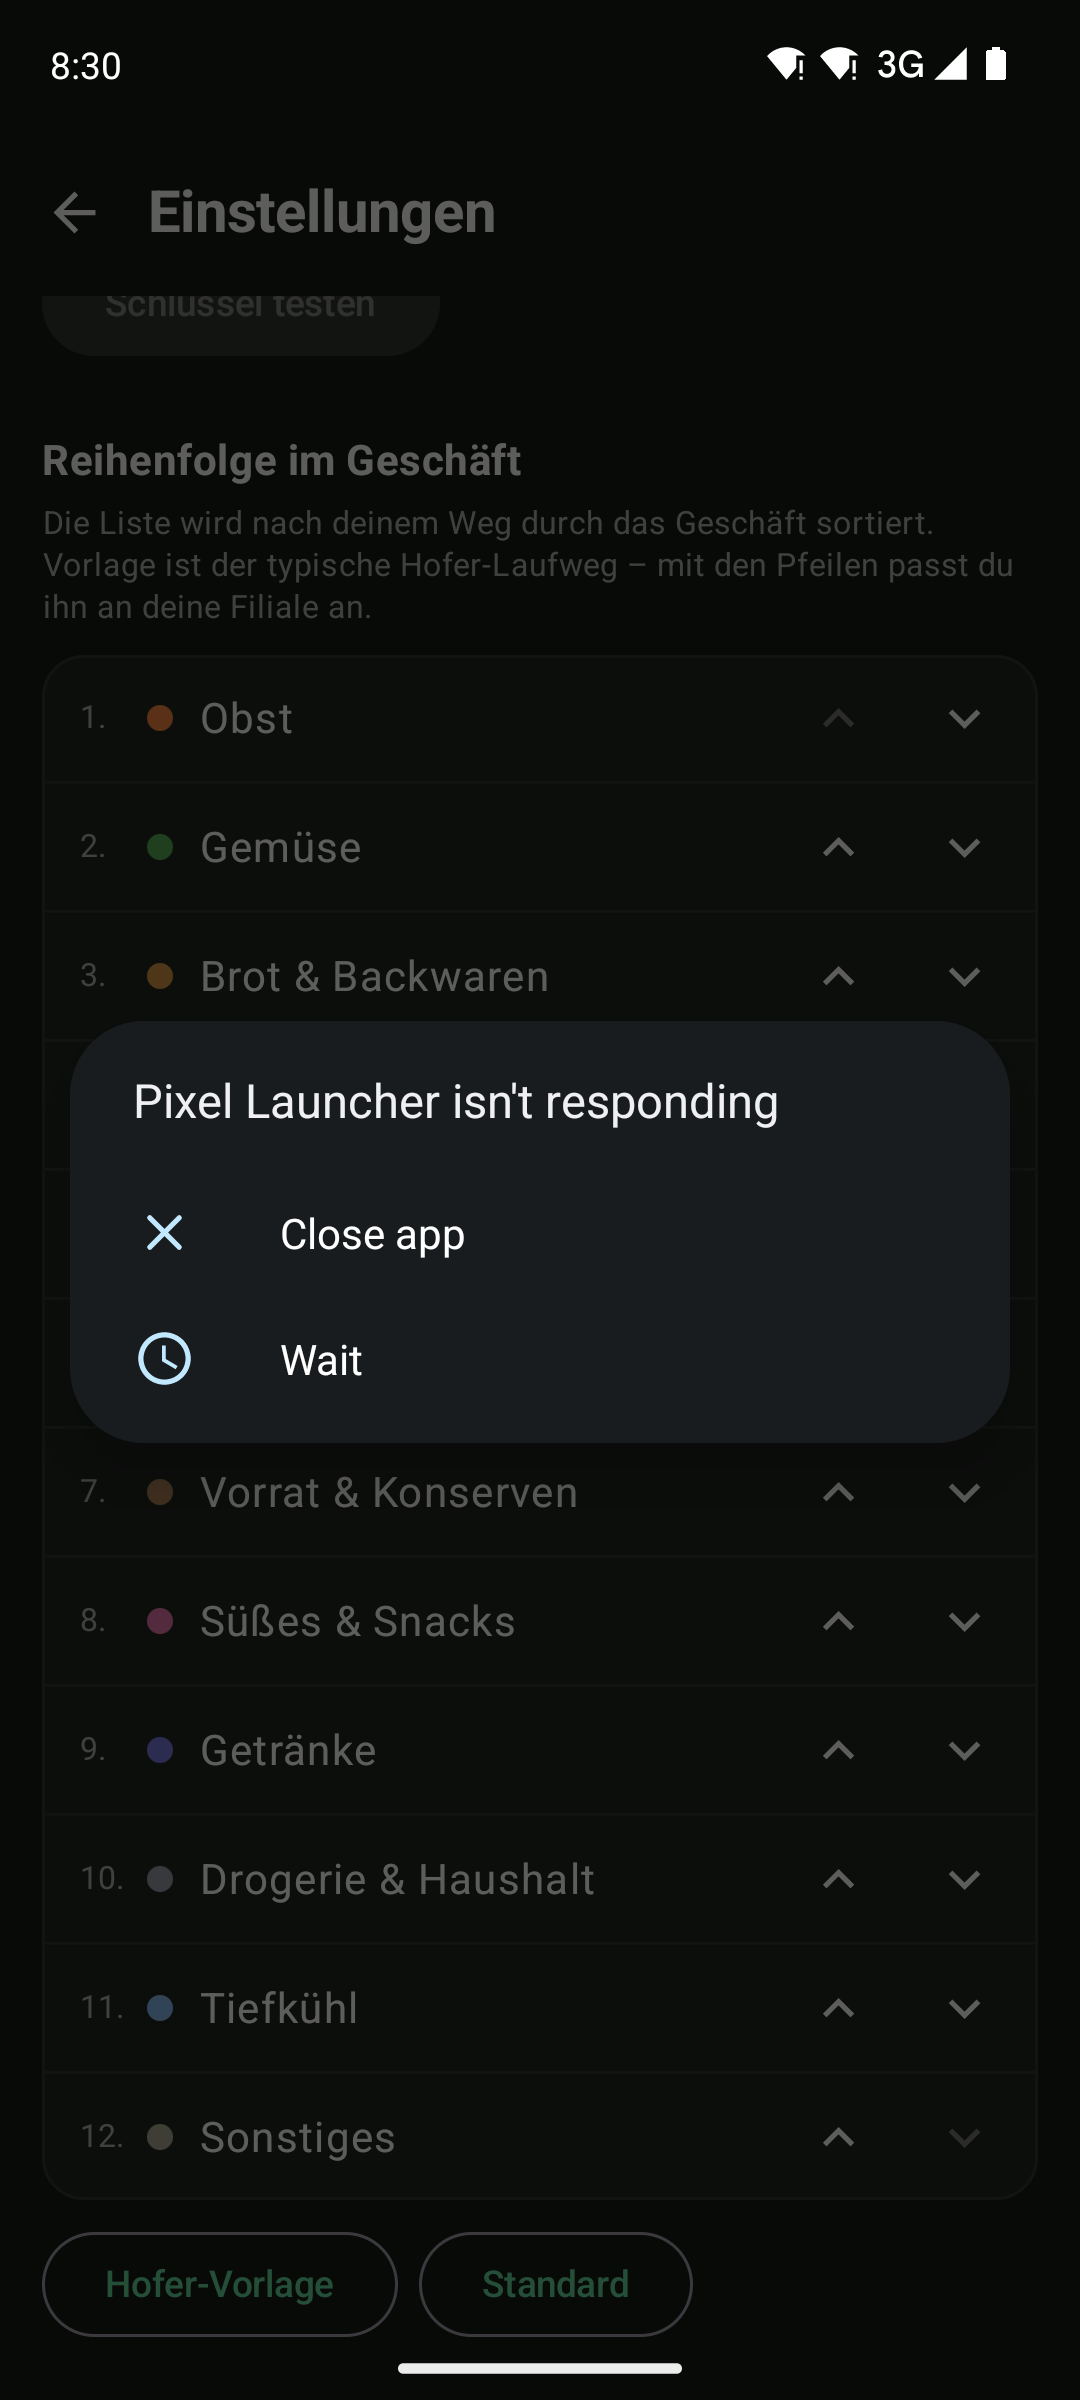 8:30
3G
Einstellungen
Schlüssel testen
Reihenfolge im Geschäft
Die Liste wird nach deinem Weg durch das Geschäft sortiert.
Vorlage ist der typische Hofer-Laufweg – mit den Pfeilen passt du
ihn an deine Filiale an.
1. Obst
2. Gemüse
3. Brot & Backwaren
Pixel Launcher isn't responding
Close app
Wait
7. Vorrat & Konserven
8. Süßes & Snacks
9. Getränke
10. Drogerie & Haushalt
11. Tiefkühl
12. Sonstiges
Hofer-Vorlage
Standard